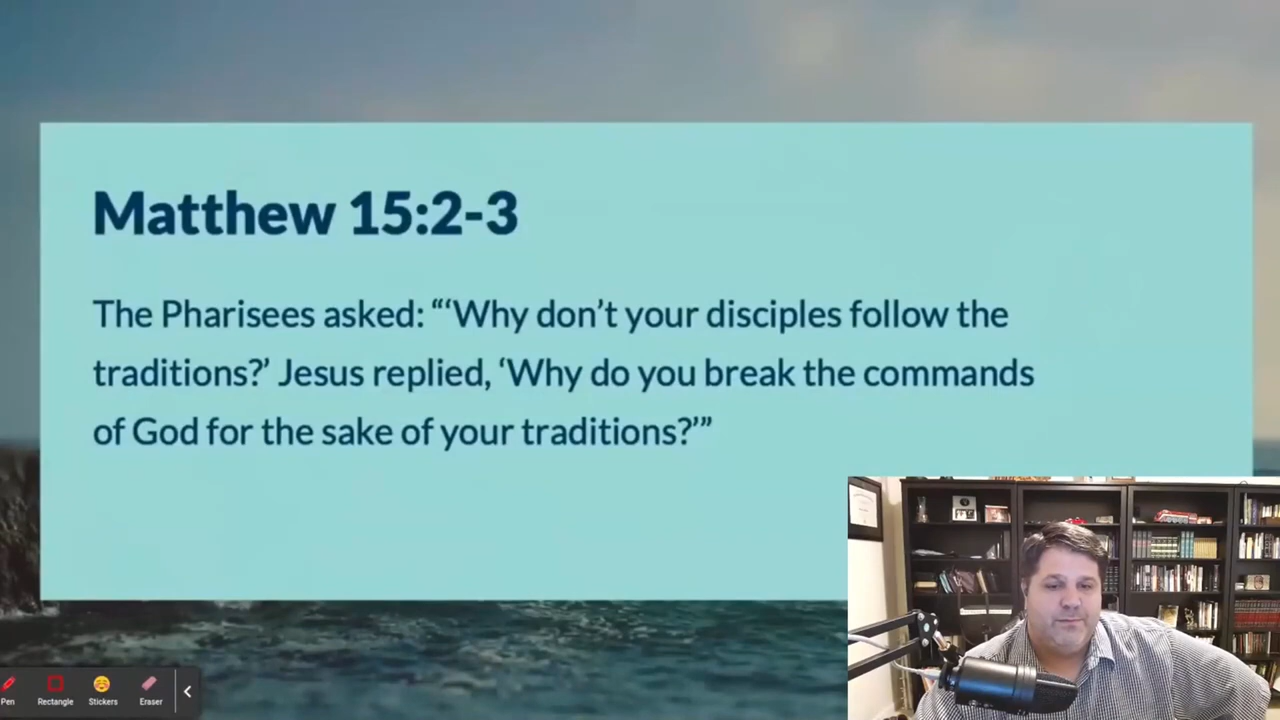 Matthew 15:2-3
The Pharisees asked: “‘Why don’t your disciples follow the
traditions?’ Jesus replied, ‘Why do you break the commands
of God for the sake of your traditions?’”
Pen
Rectangle
Stickers
Eraser